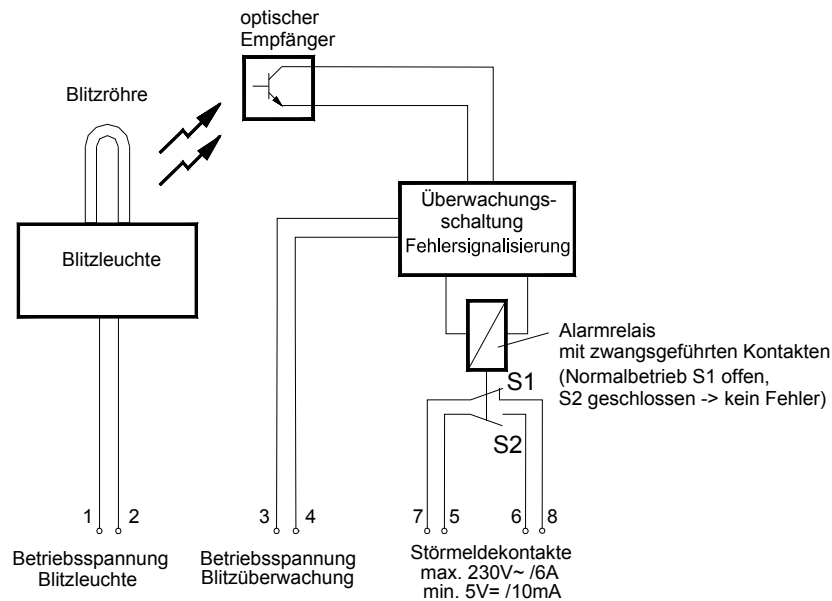 optischer
Empfänger
Blitzröhre
Überwachungs-
schaltung
Fehlersignalisierung
Blitzleuchte
Alarmrelais
mit zwangsgeführten Kontakten
(Normalbetrieb S1 offen,
S2 geschlossen -> kein Fehler)
S1
S2
1 2
3 4
7 5 6 8
Betriebsspannung
Blitzleuchte
Betriebsspannung
Blitzüberwachung
Störmeldekontakte
max. 230V~ /6A
min. 5V= /10mA